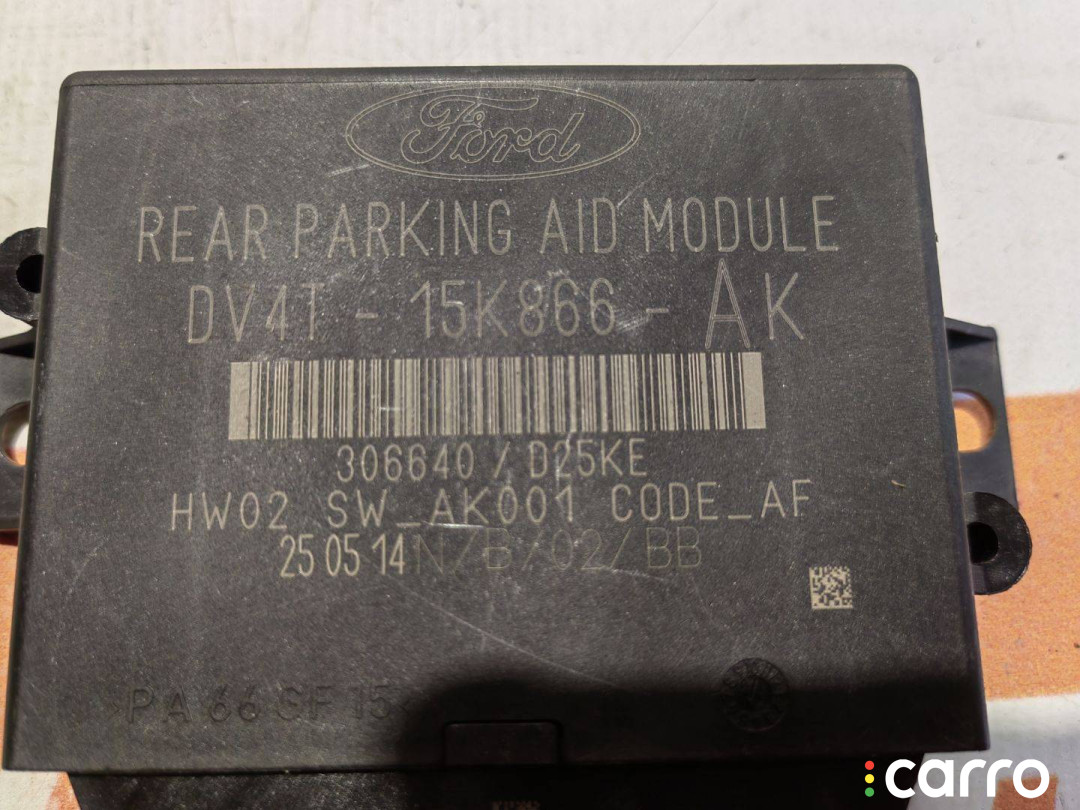 Ford
REAR PARKING AID MODULE
DV4T - 15K866 - AK
306640 / D25KE
HW02 SW_AK001 CODE_AF
25 05 14 N/B/02/BB
>PA 66 GF 15<
carro